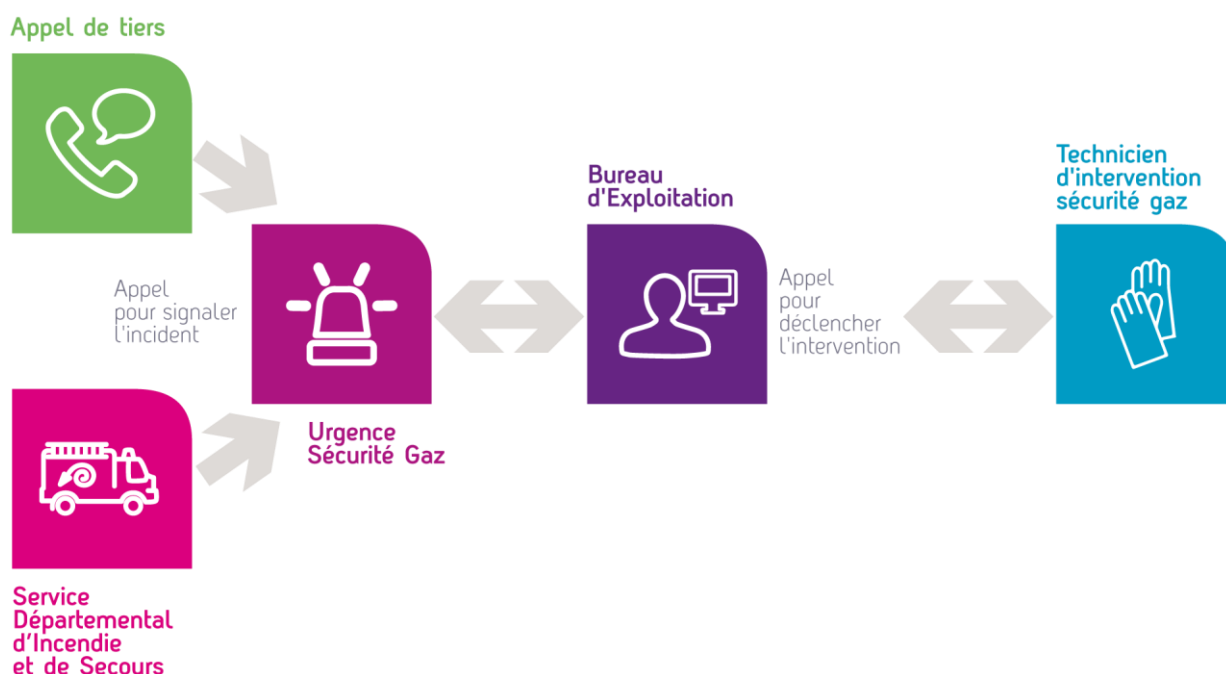 Appel de tiers
Appel
pour signaler
l'incident
Service
Départemental
d'Incendie
et de Secours
Urgence
Sécurité Gaz
Bureau
d'Exploitation
Appel
pour
déclencher
l'intervention
Technicien
d'intervention
sécurité gaz